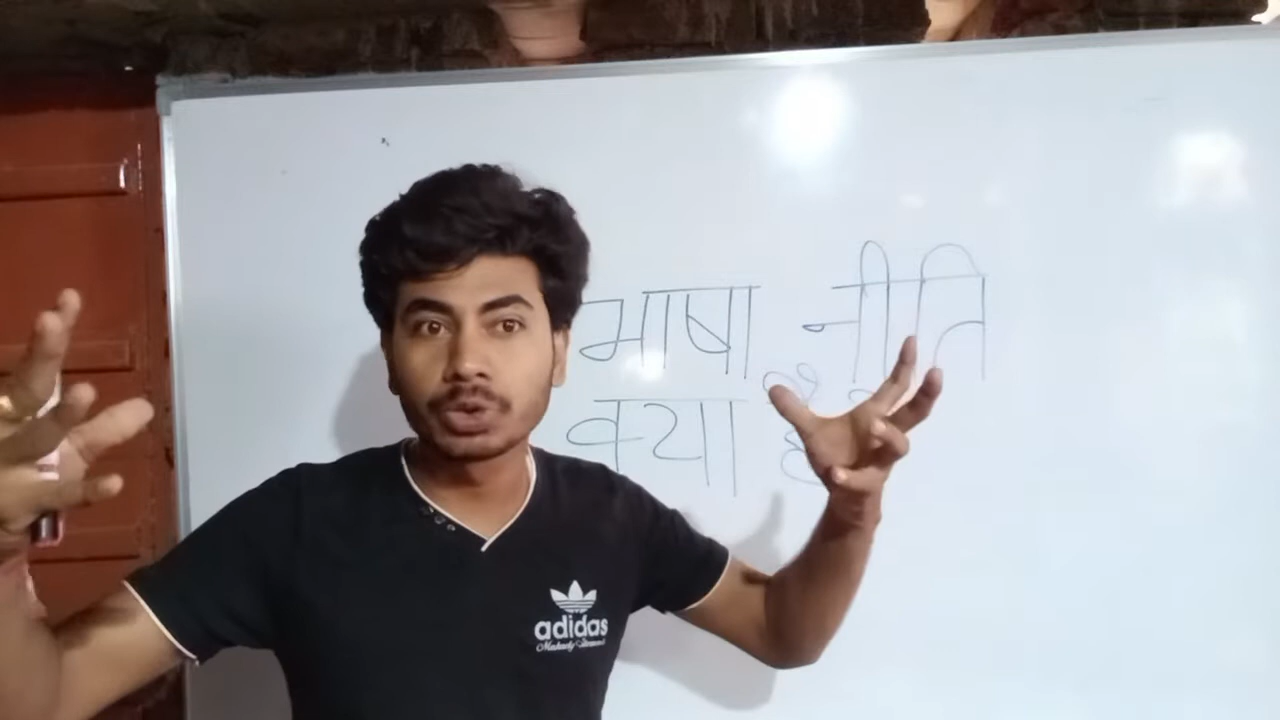 भाषा नीति
क्या है
adidas